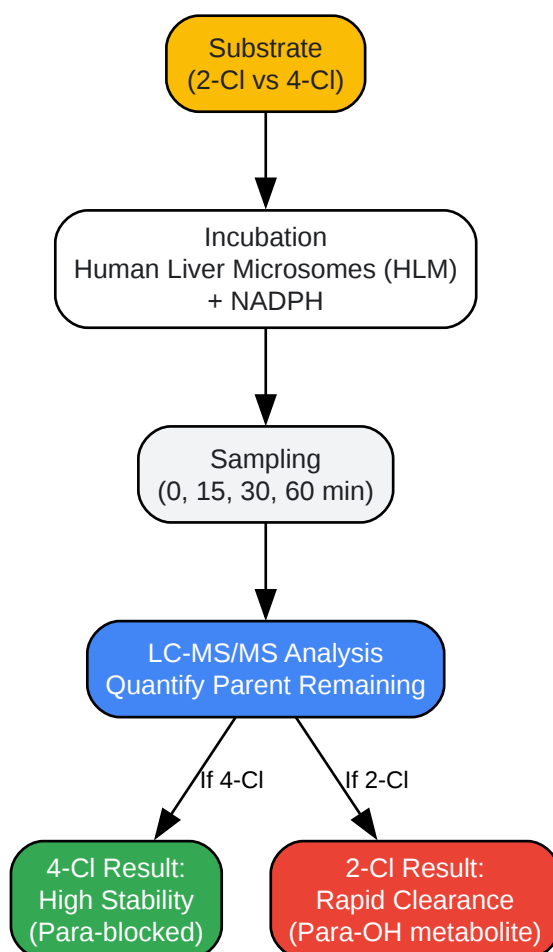 Substrate
(2-Cl vs 4-Cl)
Incubation
Human Liver Microsomes (HLM)
+ NADPH
Sampling
(0, 15, 30, 60 min)
LC-MS/MS Analysis
Quantify Parent Remaining
If 4-Cl
If 2-Cl
4-Cl Result:
High Stability
(Para-blocked)
2-Cl Result:
Rapid Clearance
(Para-OH metabolite)